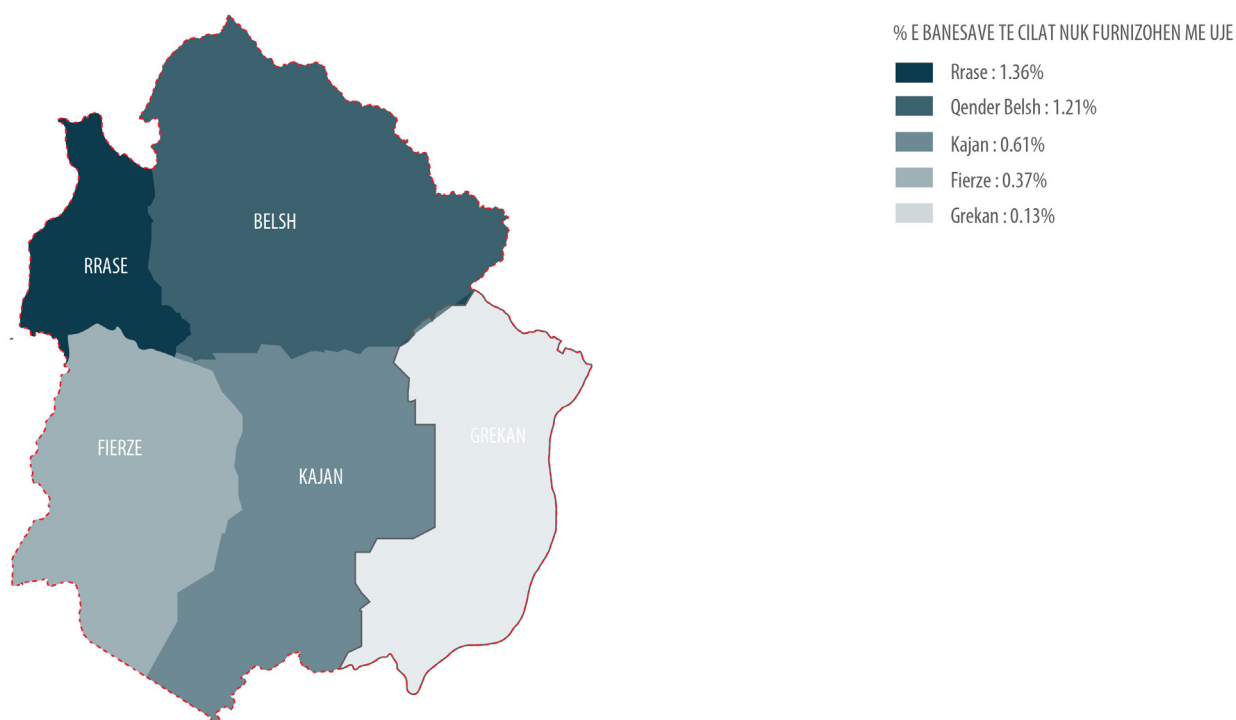 % E BANESAVE TE CILAT NUK FURNIZOHEN ME UJE
Rrase : 1.36%
Qender Belsh : 1.21%
Kajan : 0.61%
Fierze : 0.37%
Grekan : 0.13%
BELSH
RRASE
GREKAN
FIERZE
KAJAN